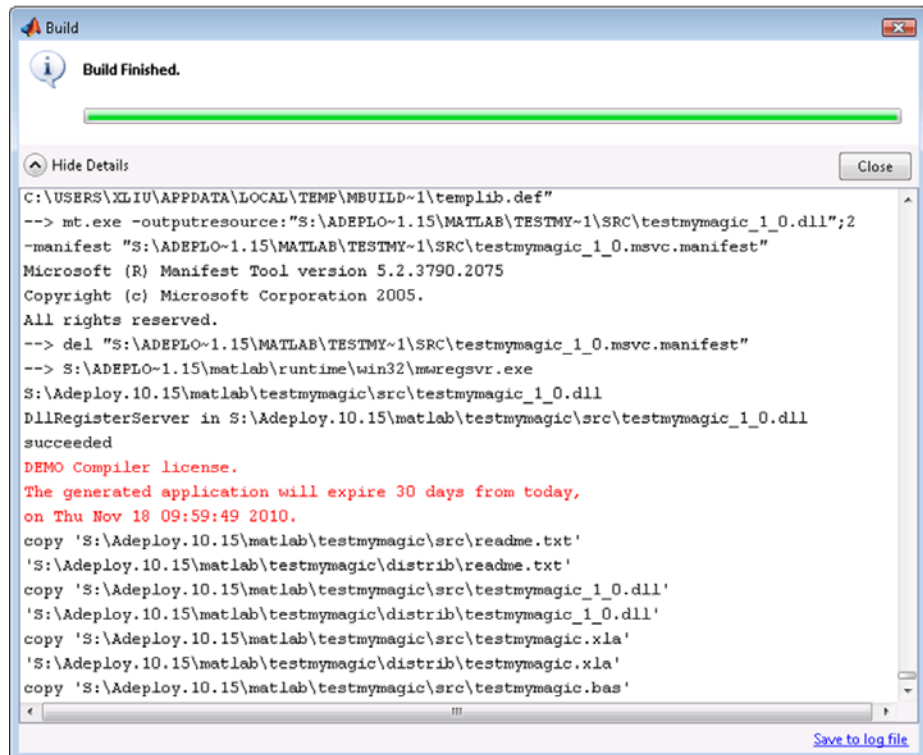 Build
Build Finished.
Hide Details
Close
C:\USERS\XLIU\APPDATA\LOCAL\TEMP\MBUILD~1\templib.def"
--> mt.exe -outputresource:"S:\ADEPLO~1.15\MATLAB\TESTMY~1\SRC\testmymagic_1_0.dll";2
-manifest "S:\ADEPLO~1.15\MATLAB\TESTMY~1\SRC\testmymagic_1_0.msvc.manifest"
Microsoft (R) Manifest Tool version 5.2.3790.2075
Copyright (c) Microsoft Corporation 2005.
All rights reserved.
--> del "S:\ADEPLO~1.15\MATLAB\TESTMY~1\SRC\testmymagic_1_0.msvc.manifest"
--> S:\ADEPLO~1.15\matlab\runtime\win32\mwregsvr.exe
S:\Adeploy.10.15\matlab\testmymagic\src\testmymagic_1_0.dll
DllRegisterServer in S:\Adeploy.10.15\matlab\testmymagic\src\testmymagic_1_0.dll
succeeded
DEMO Compiler license.
The generated application will expire 30 days from today,
on Thu Nov 18 09:59:49 2010.
copy 'S:\Adeploy.10.15\matlab\testmymagic\src\readme.txt'
'S:\Adeploy.10.15\matlab\testmymagic\distrib\readme.txt'
copy 'S:\Adeploy.10.15\matlab\testmymagic\src\testmymagic_1_0.dll'
'S:\Adeploy.10.15\matlab\testmymagic\distrib\testmymagic_1_0.dll'
copy 'S:\Adeploy.10.15\matlab\testmymagic\src\testmymagic.xla'
'S:\Adeploy.10.15\matlab\testmymagic\distrib\testmymagic.xla'
copy 'S:\Adeploy.10.15\matlab\testmymagic\src\testmymagic.bas'
Save to log file